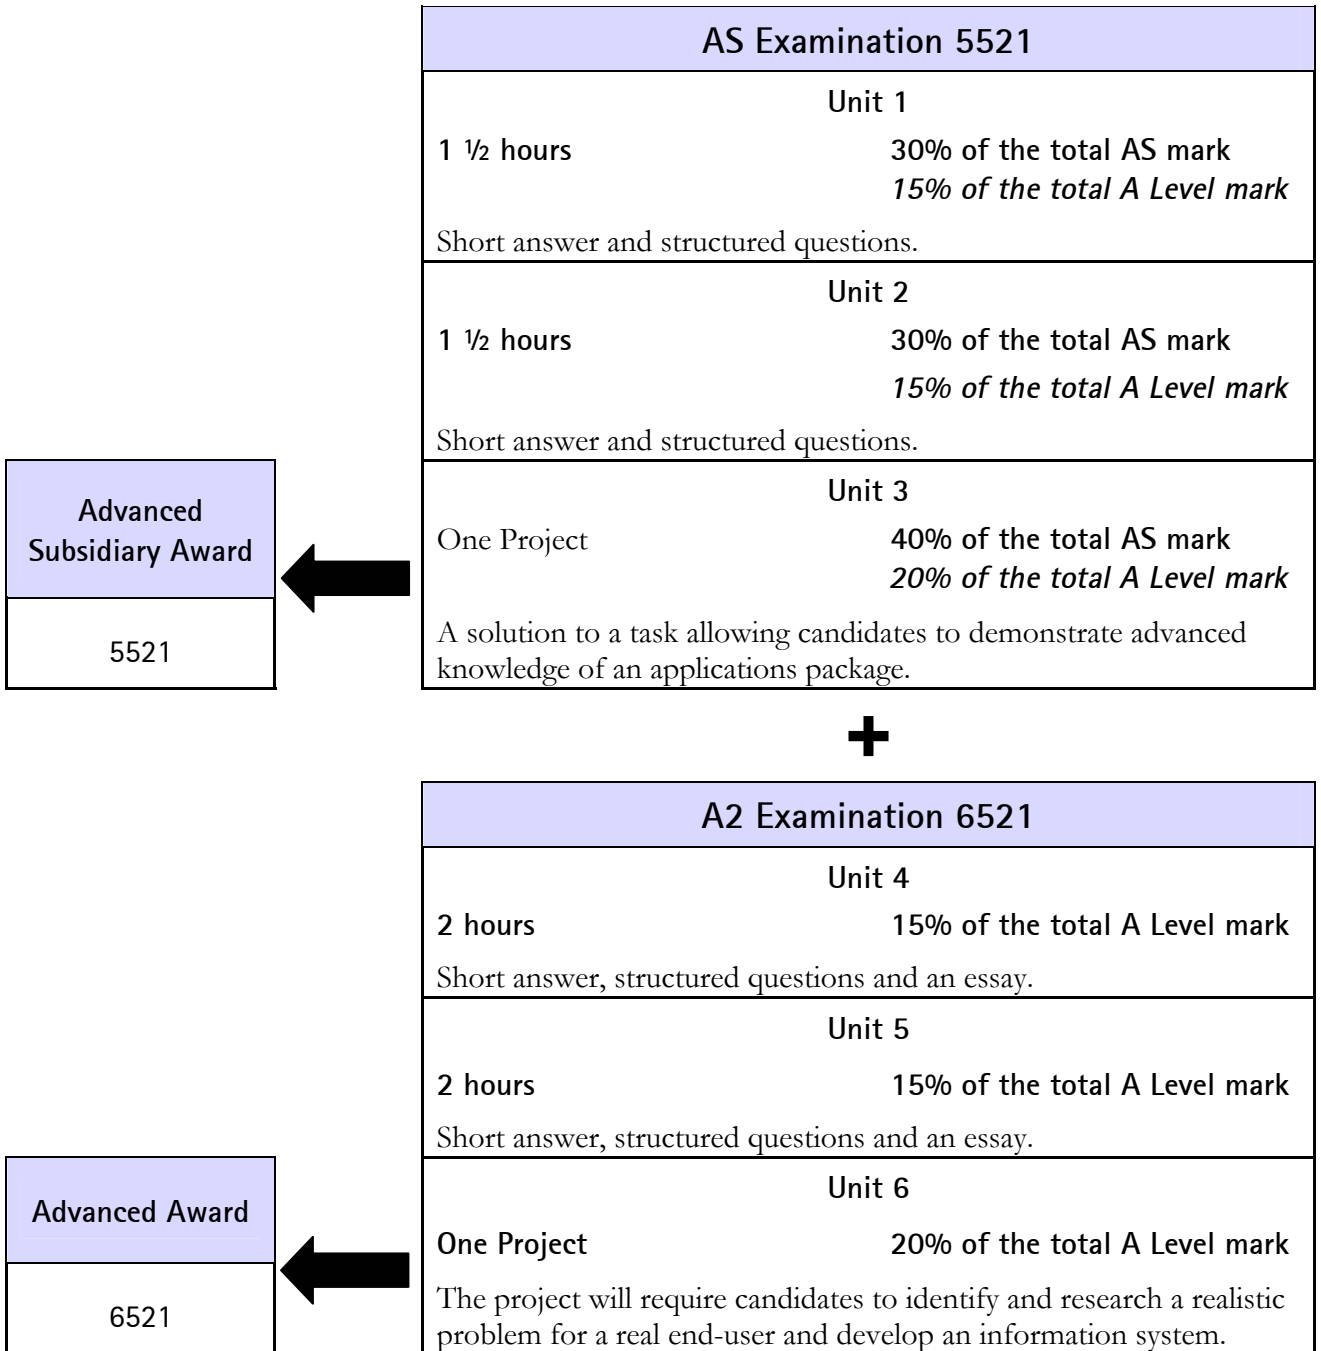 AS Examination 5521
Unit 1
1 ½ hours 30% of the total AS mark
15% of the total A Level mark
Short answer and structured questions.
Unit 2
1 ½ hours 30% of the total AS mark
15% of the total A Level mark
Short answer and structured questions.
Advanced
Subsidiary Award
5521
Unit 3
One Project 40% of the total AS mark
20% of the total A Level mark
A solution to a task allowing candidates to demonstrate advanced
knowledge of an applications package.
+
A2 Examination 6521
Unit 4
2 hours 15% of the total A Level mark
Short answer, structured questions and an essay.
Unit 5
2 hours 15% of the total A Level mark
Short answer, structured questions and an essay.
Advanced Award
6521
Unit 6
One Project 20% of the total A Level mark
The project will require candidates to identify and research a realistic
problem for a real end-user and develop an information system.